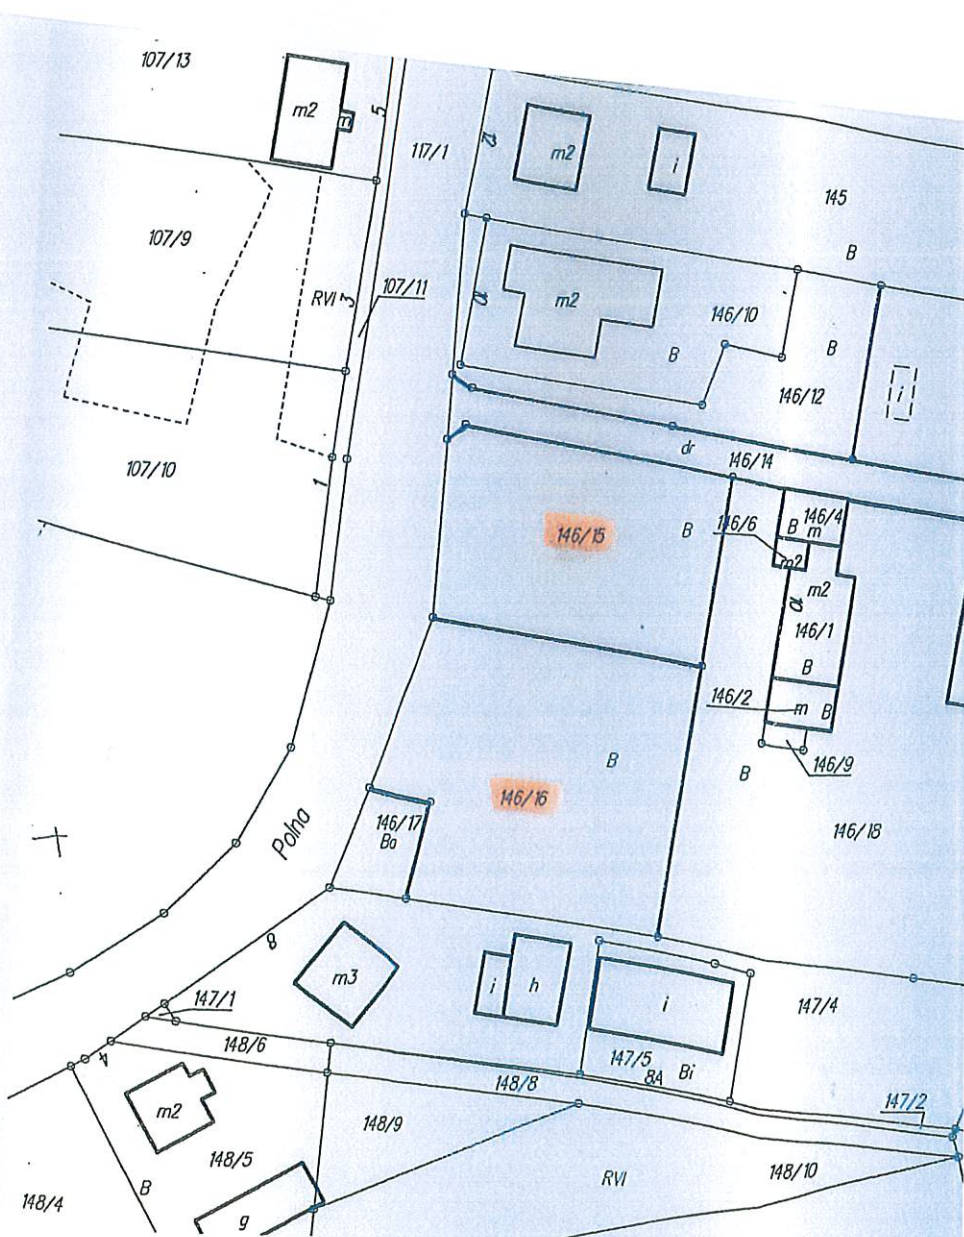 107/13
m2
5
117/1
m2
i
145
107/9
RVI
3
107/11
m2
146/10
B
B
B
146/12
i
107/10
1
dr
146/14
146/15
B
146/6
B
146/4
m
m2
m2
146/1
B
146/2
m
B
146/9
B
146/16
B
146/17
Ba
146/18
Polna
8
m3
i
h
i
147/4
147/1
148/6
147/5
8A
Bi
148/8
147/2
4
m2
148/9
148/5
B
148/4
g
RVI
148/10